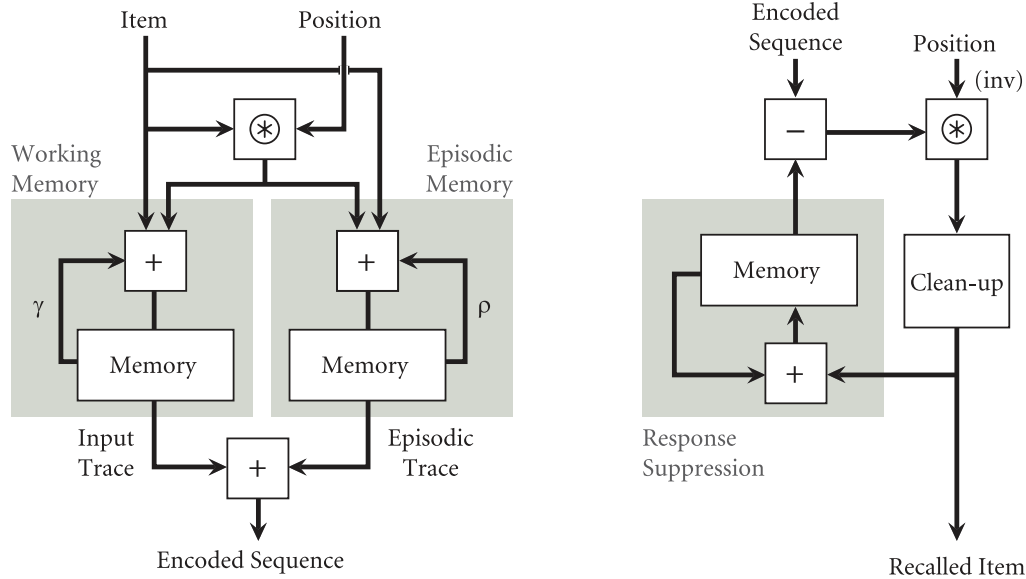 Item
Position
⊛
Working
Memory
Episodic
Memory
+
+
γ
ρ
Memory
Memory
Input
Trace
Episodic
Trace
+
Encoded Sequence
Encoded
Sequence
Position
(inv)
−
⊛
Memory
Clean-up
+
Response
Suppression
Recalled Item